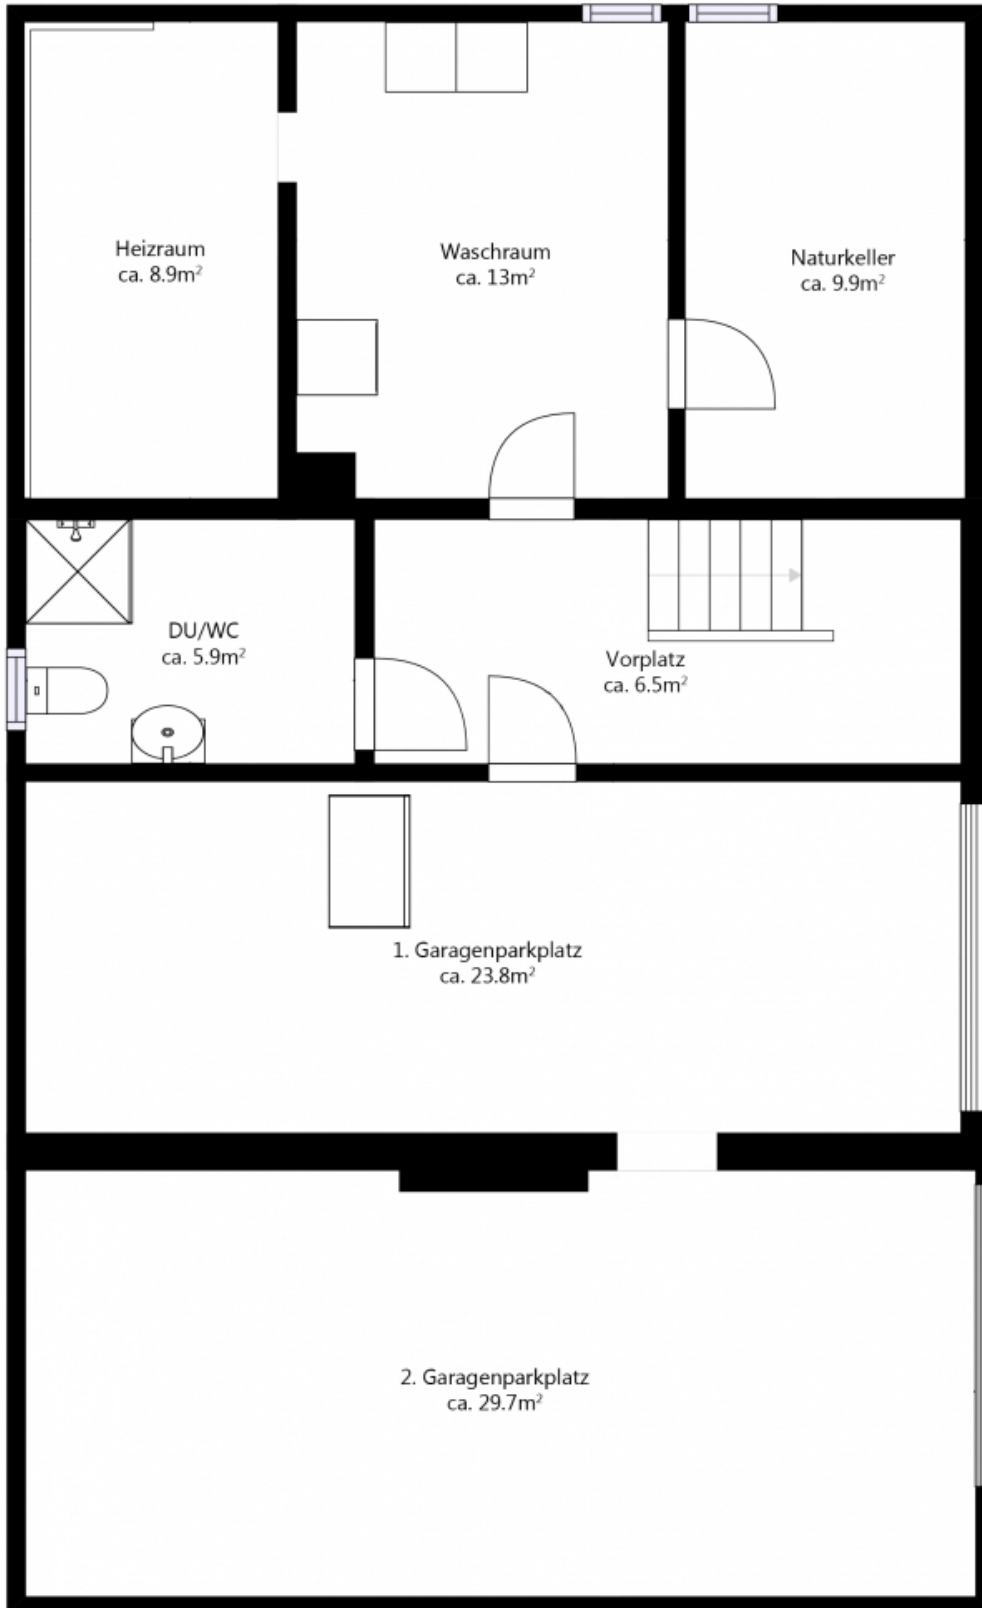 Heizraum
ca. 8.9m²
Waschraum
ca. 13m²
Naturkeller
ca. 9.9m²
DU/WC
ca. 5.9m²
Vorplatz
ca. 6.5m²
1. Garagenparkplatz
ca. 23.8m²
2. Garagenparkplatz
ca. 29.7m²